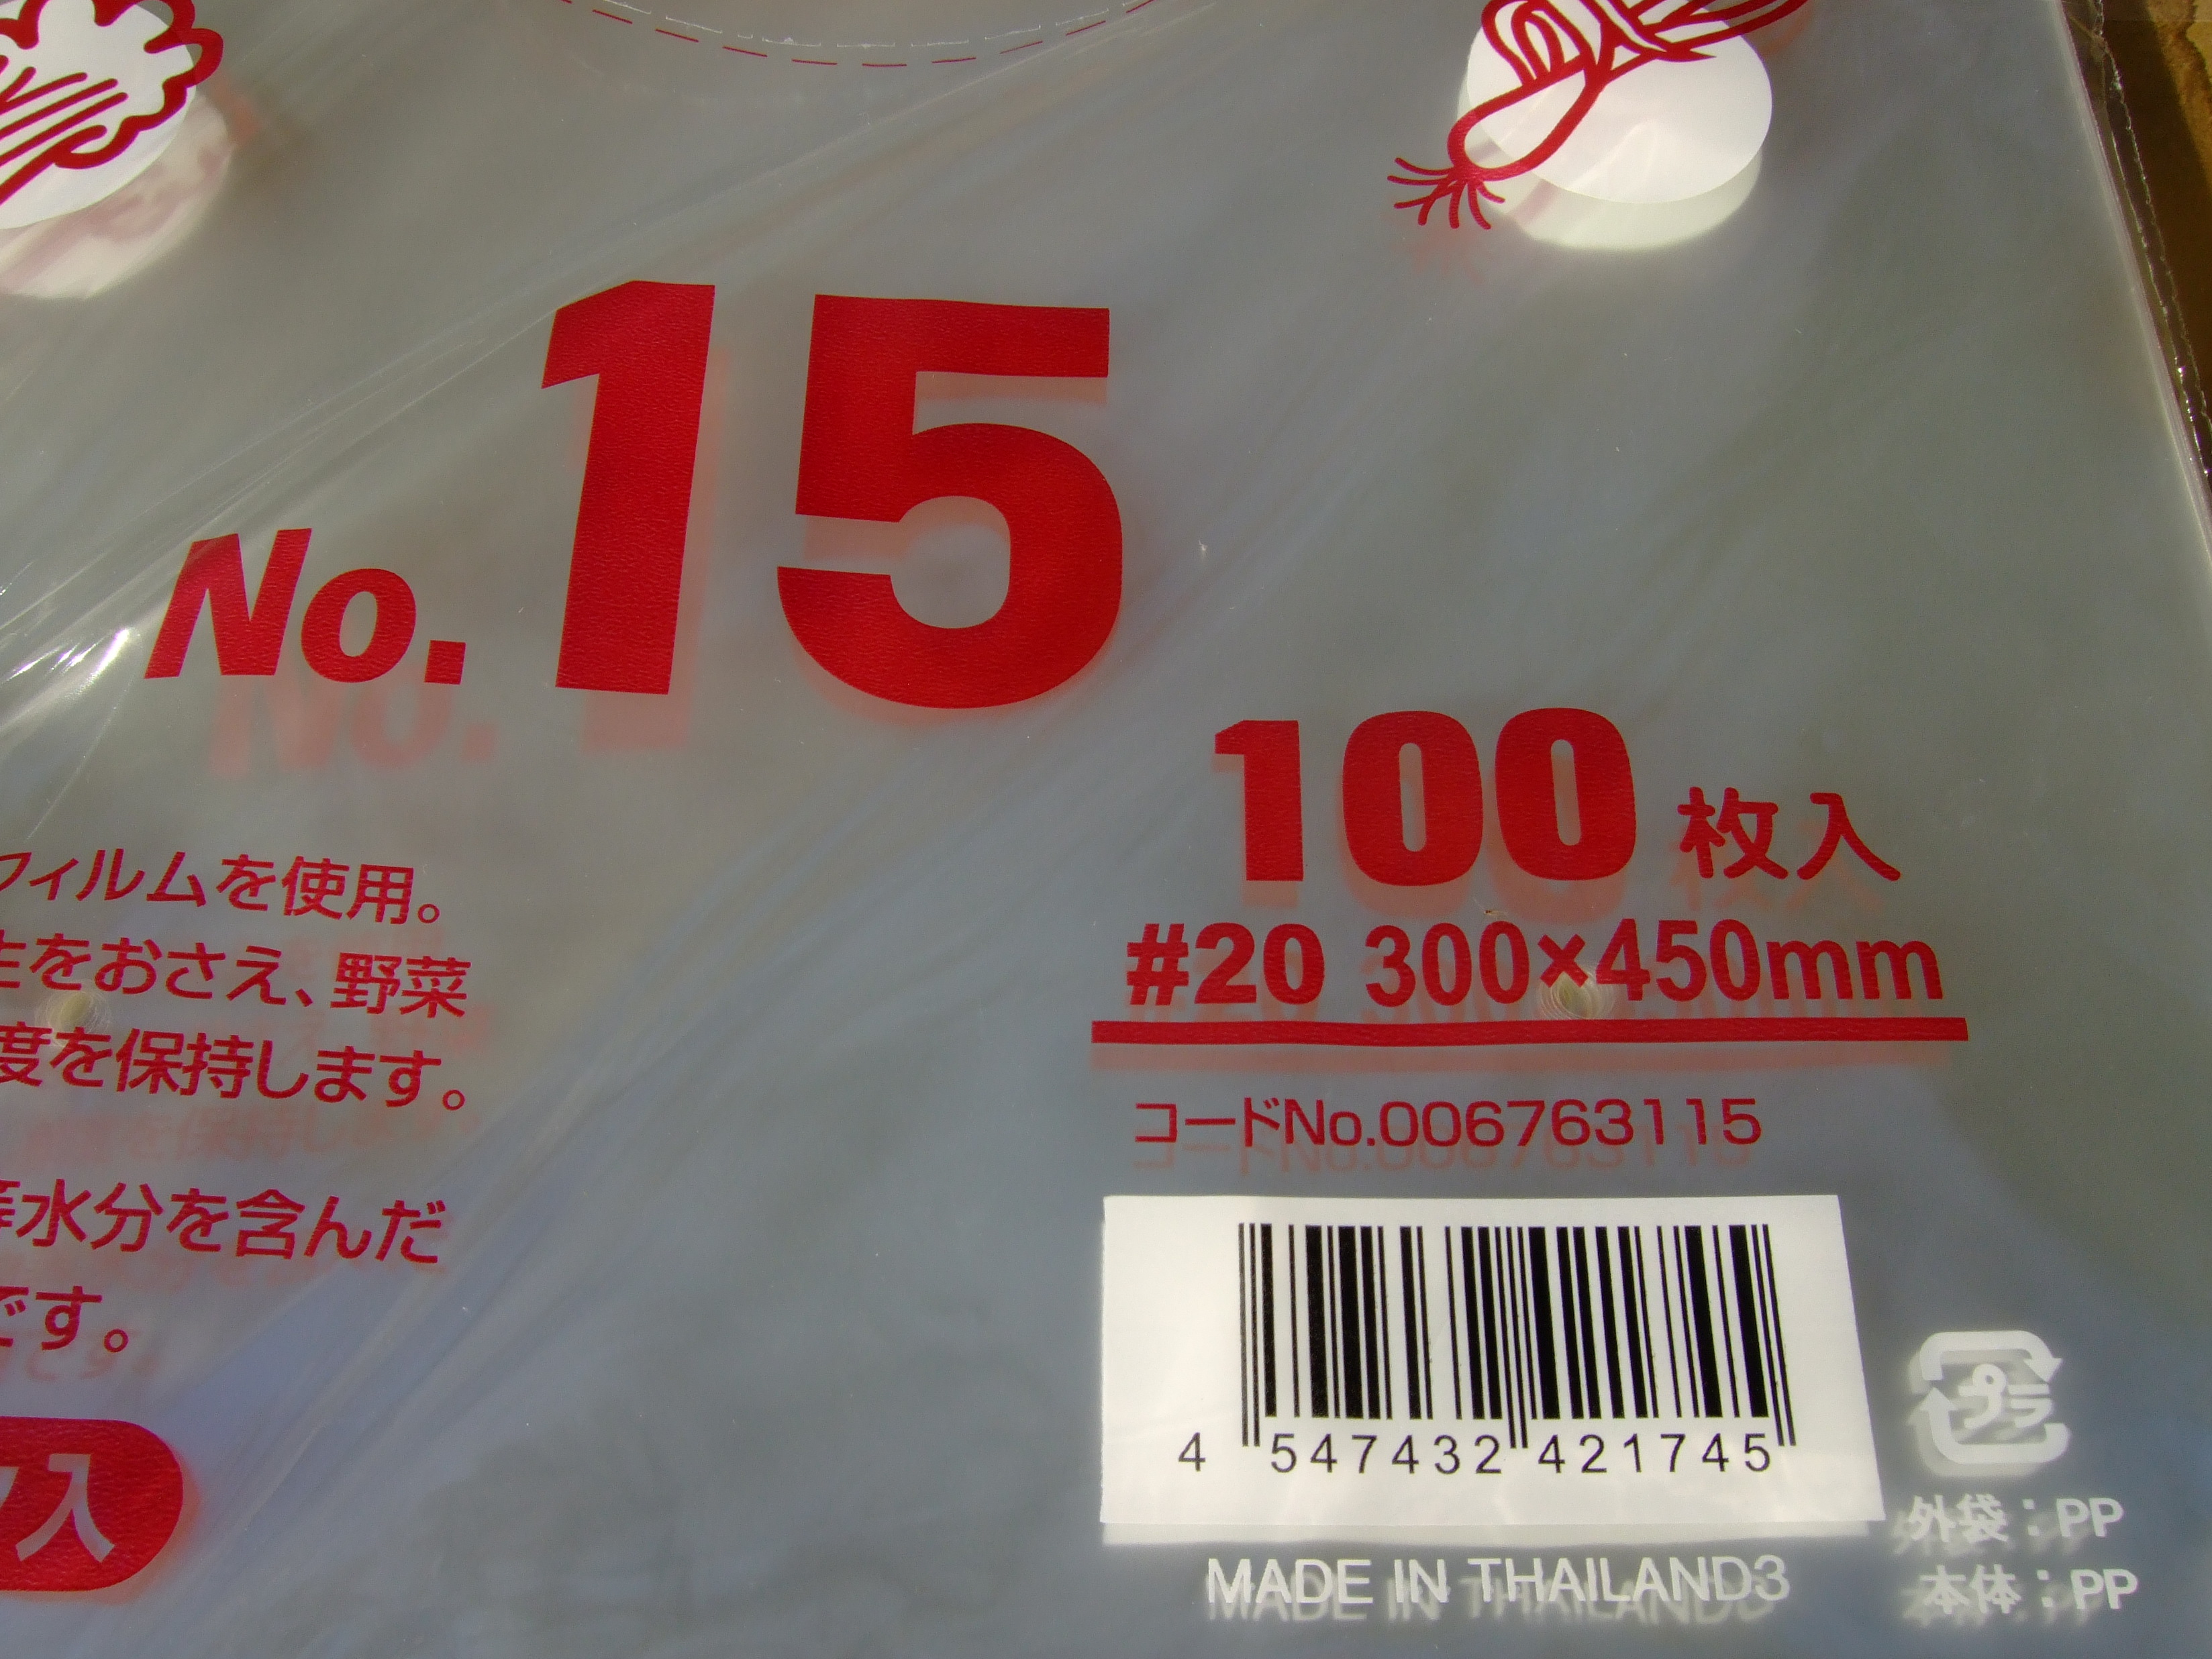 No. 15
100枚入
#20 300×450mm
フィルムを使用。
をおさえ、野菜
度を保持します。
水分を含んだ
です。
入
コードNo.006763115
4 547432 421745
MADE IN THAILAND3
プラ
外袋：PP
本体：PP